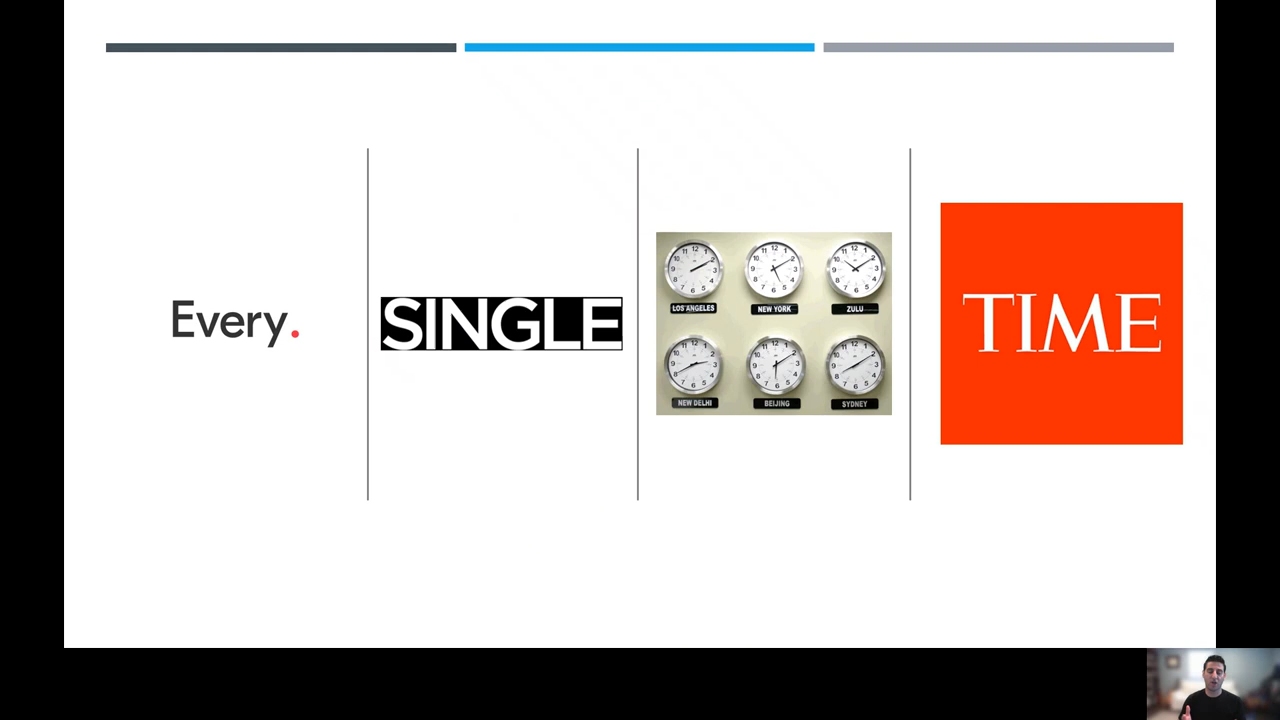 Every.
SINGLE
LOS ANGELES
NEW YORK
ZULU
NEW DELHI
BEIJING
SYDNEY
TIME